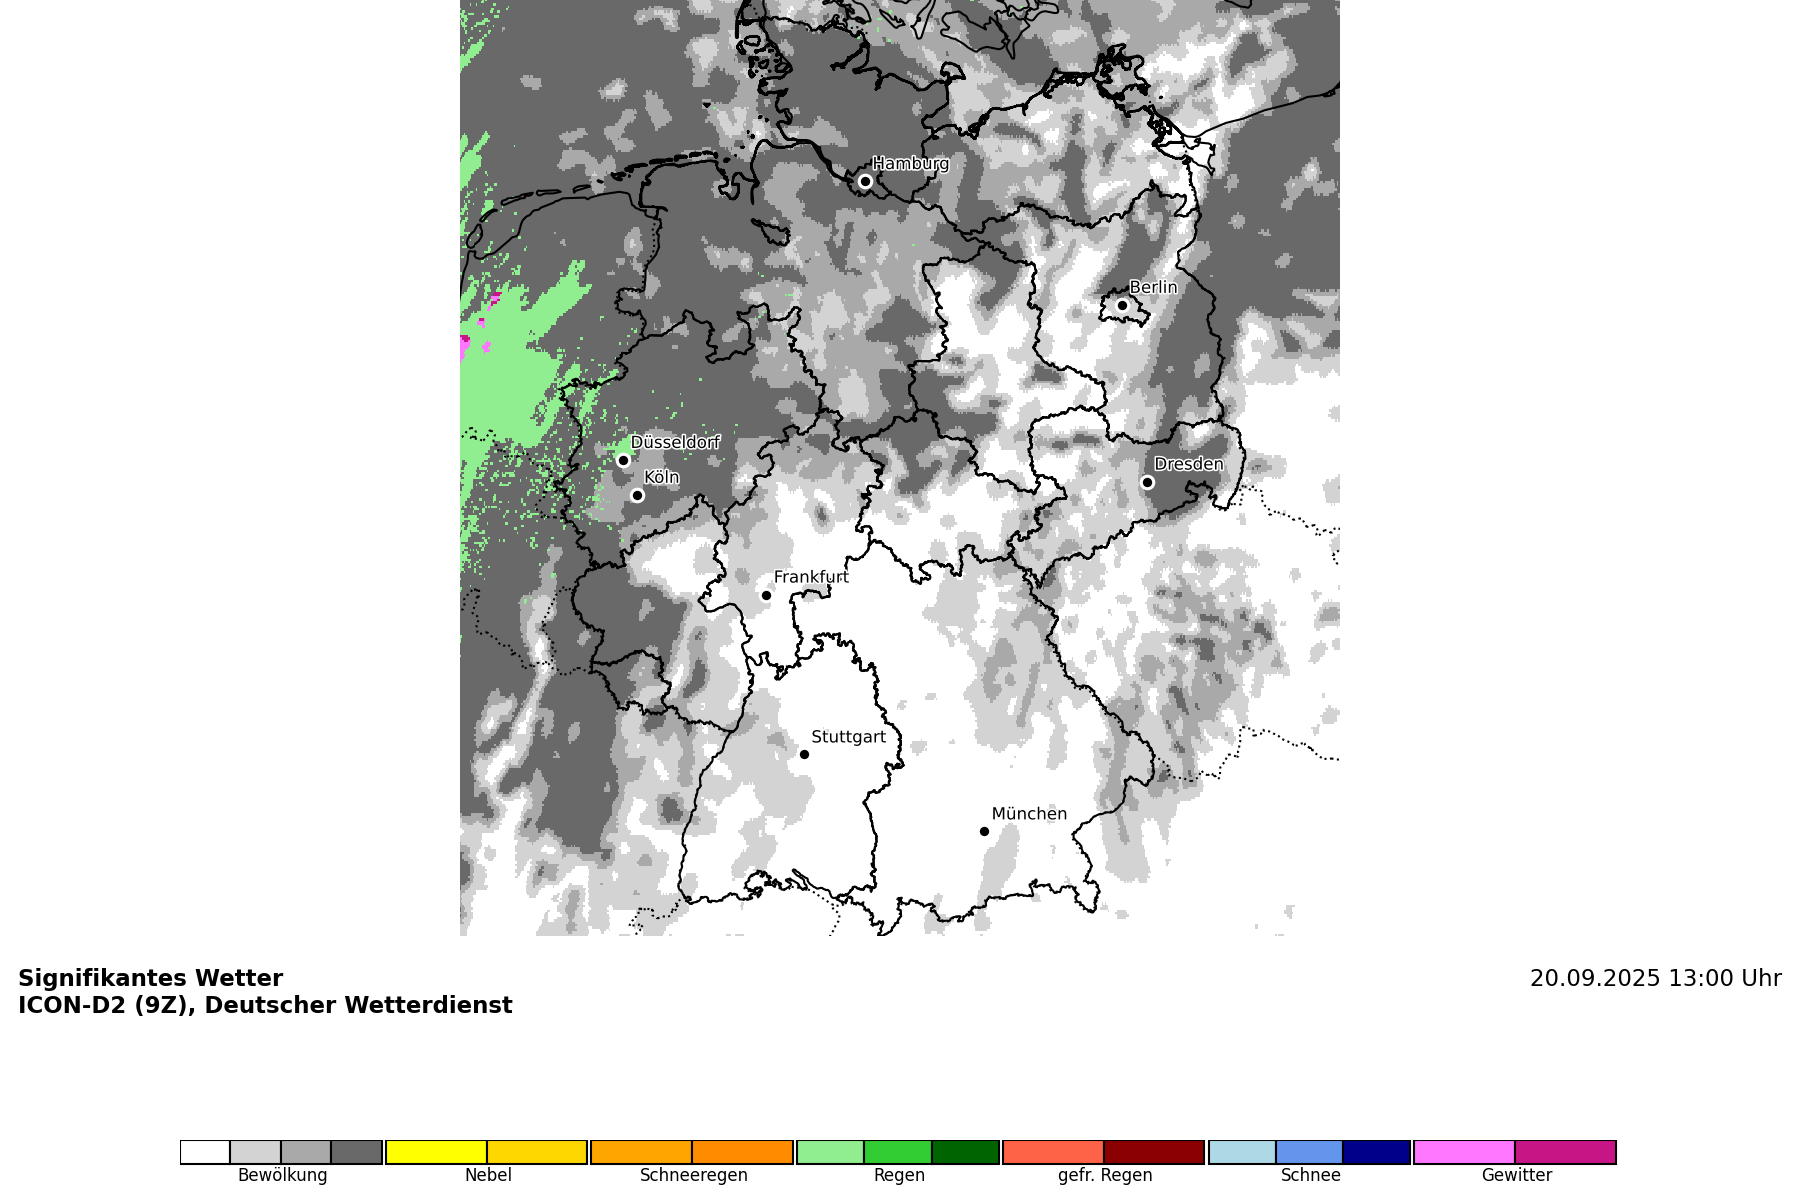 Hamburg
Berlin
Düsseldorf
Köln
Dresden
Frankfurt
Stuttgart
München
Signifikantes Wetter
ICON-D2 (9Z), Deutscher Wetterdienst
20.09.2025 13:00 Uhr
Bewölkung
Nebel
Schneeregen
Regen
gefr. Regen
Schnee
Gewitter